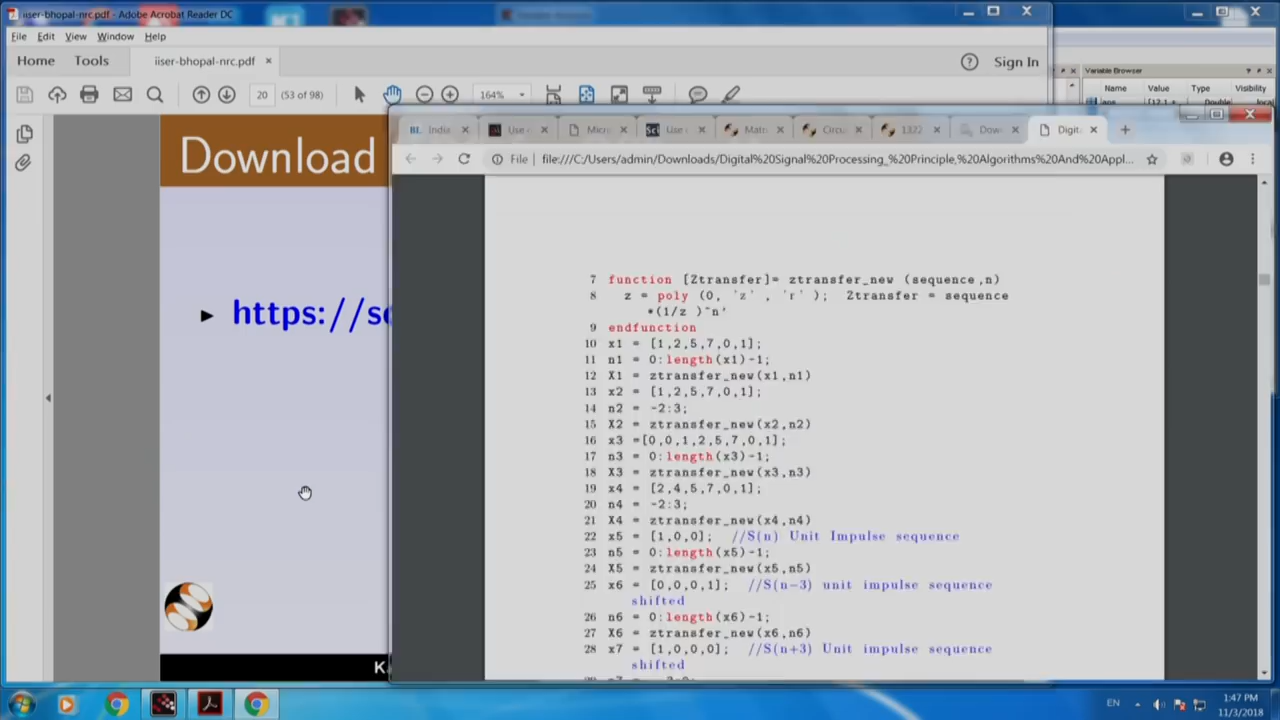 iiser-bhopal-nrc.pdf - Adobe Acrobat Reader DC
File Edit View Window Help
Home Tools iiser-bhopal-nrc.pdf × Sign In
20 (53 of 98) 164%
Variable Browser
Name Value Type Visibility
India Use Micr Use Matr Circu 1372 Dow Digit
File file:///C:/Users/admin/Downloads/Digital%20Signal%20Processing_%20Principle,%20Algorithms%20And%20Appl...
Download
https://sc
7 function [Ztransfer]= ztransfer_new (sequence,n)
8 z = poly (0, 'z' , 'r' ); Ztransfer = sequence
*(1/z )^n'
9 endfunction
10 x1 = [1,2,5,7,0,1];
11 n1 = 0:length(x1)-1;
12 X1 = ztransfer_new(x1,n1)
13 x2 = [1,2,5,7,0,1];
14 n2 = -2:3;
15 X2 = ztransfer_new(x2,n2)
16 x3 =[0,0,1,2,5,7,0,1];
17 n3 = 0:length(x3)-1;
18 X3 = ztransfer_new(x3,n3)
19 x4 = [2,4,5,7,0,1];
20 n4 = -2:3;
21 X4 = ztransfer_new(x4,n4)
22 x5 = [1,0,0]; //S(n) Unit Impulse sequence
23 n5 = 0:length(x5)-1;
24 X5 = ztransfer_new(x5,n5)
25 x6 = [0,0,0,1]; //S(n-3) unit impulse sequence
shifted
26 n6 = 0:length(x6)-1;
27 X6 = ztransfer_new(x6,n6)
28 x7 = [1,0,0,0]; //S(n+3) Unit impulse sequence
shifted
EN
1:47 PM
11/3/2018